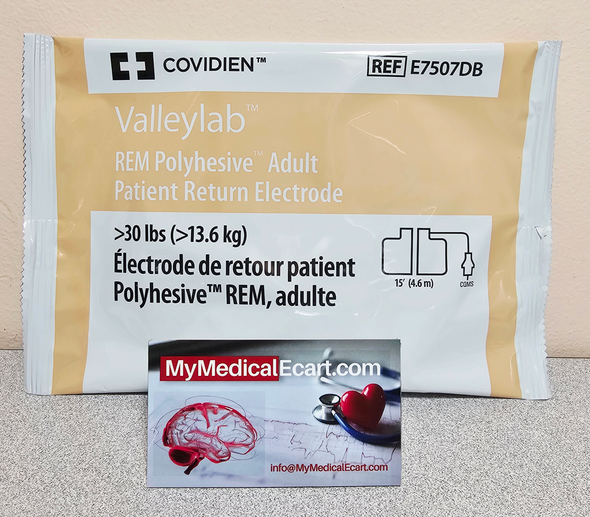 COVIDIEN™
REF E7507DB
Valleylab™
REM Polyhesive™ Adult
Patient Return Electrode
>30 lbs (>13.6 kg)
Électrode de retour patient
Polyhesive™ REM, adulte
15' (4.6 m)
CQMS
MyMedicalEcart.com
info@MyMedicalEcart.com